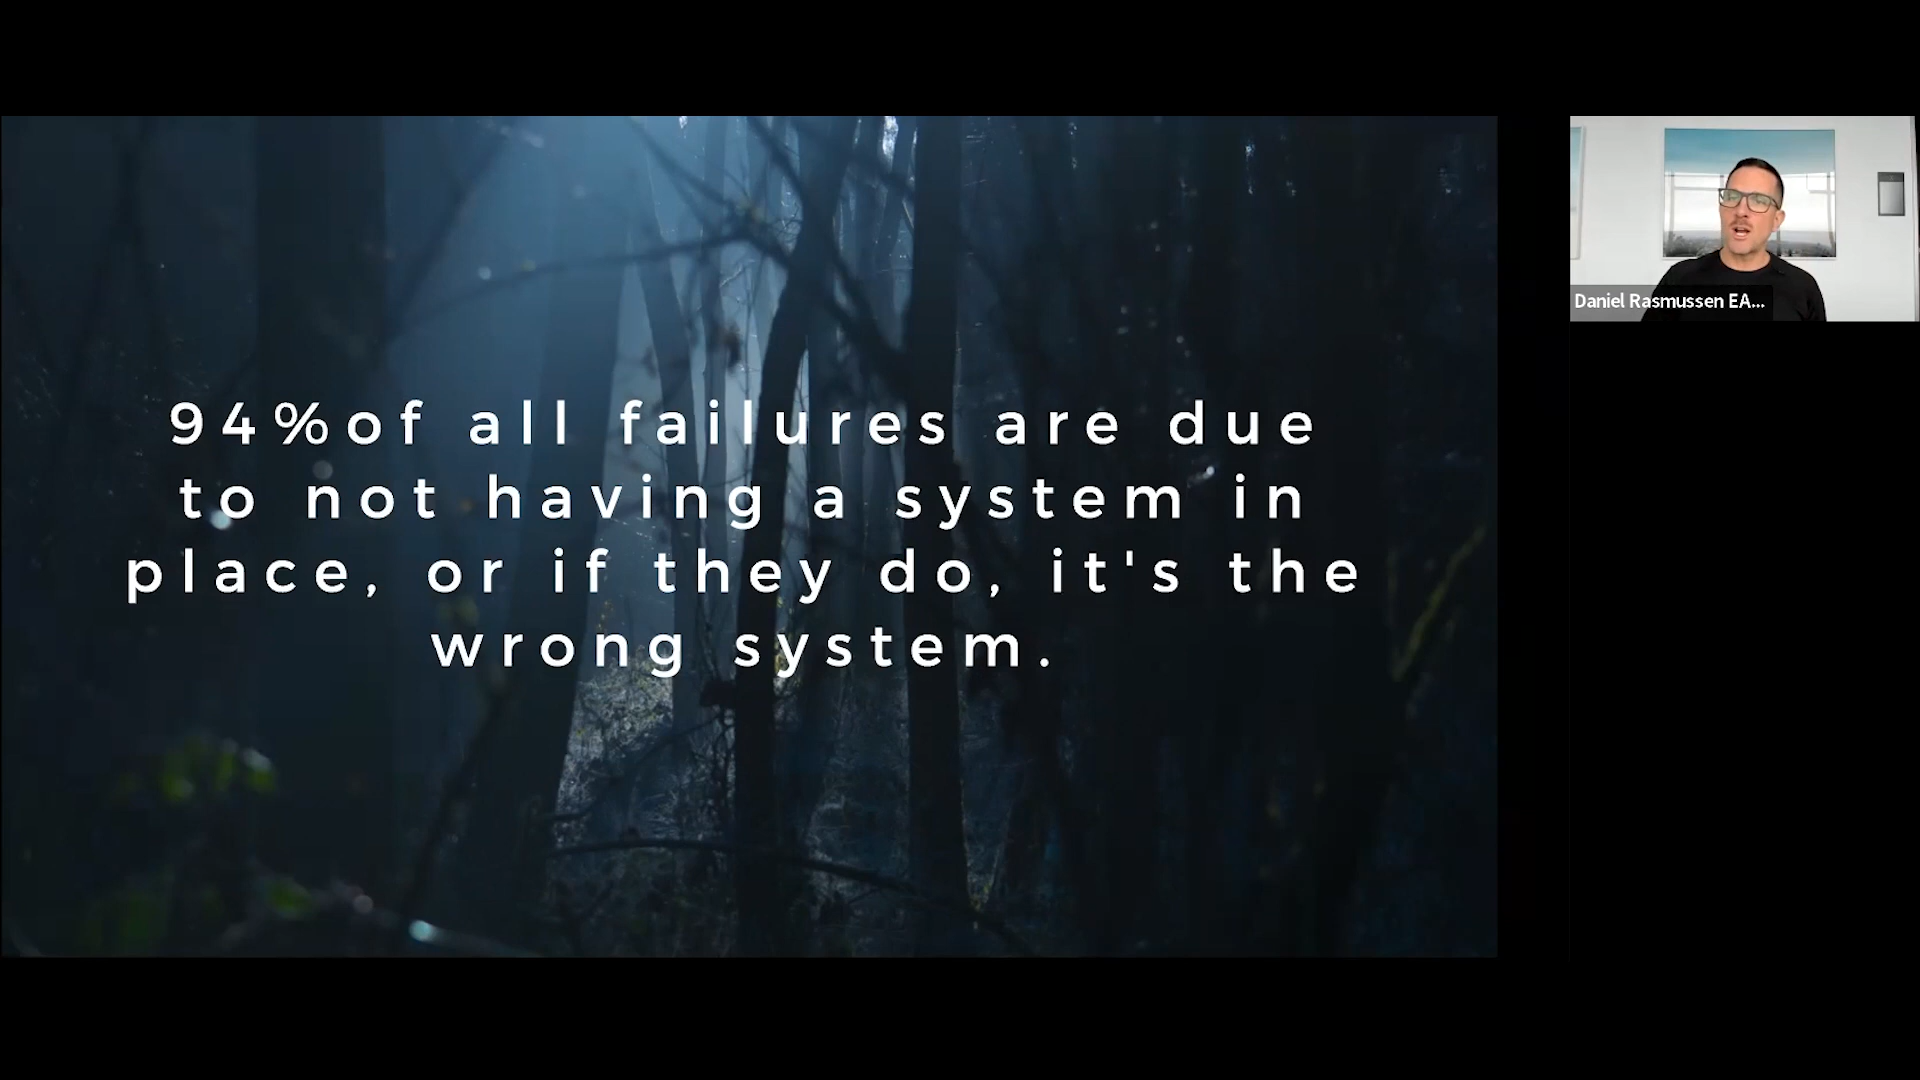 94%of all failures are due
to not having a system in
place, or if they do, it's the
wrong system.
Daniel Rasmussen EA...